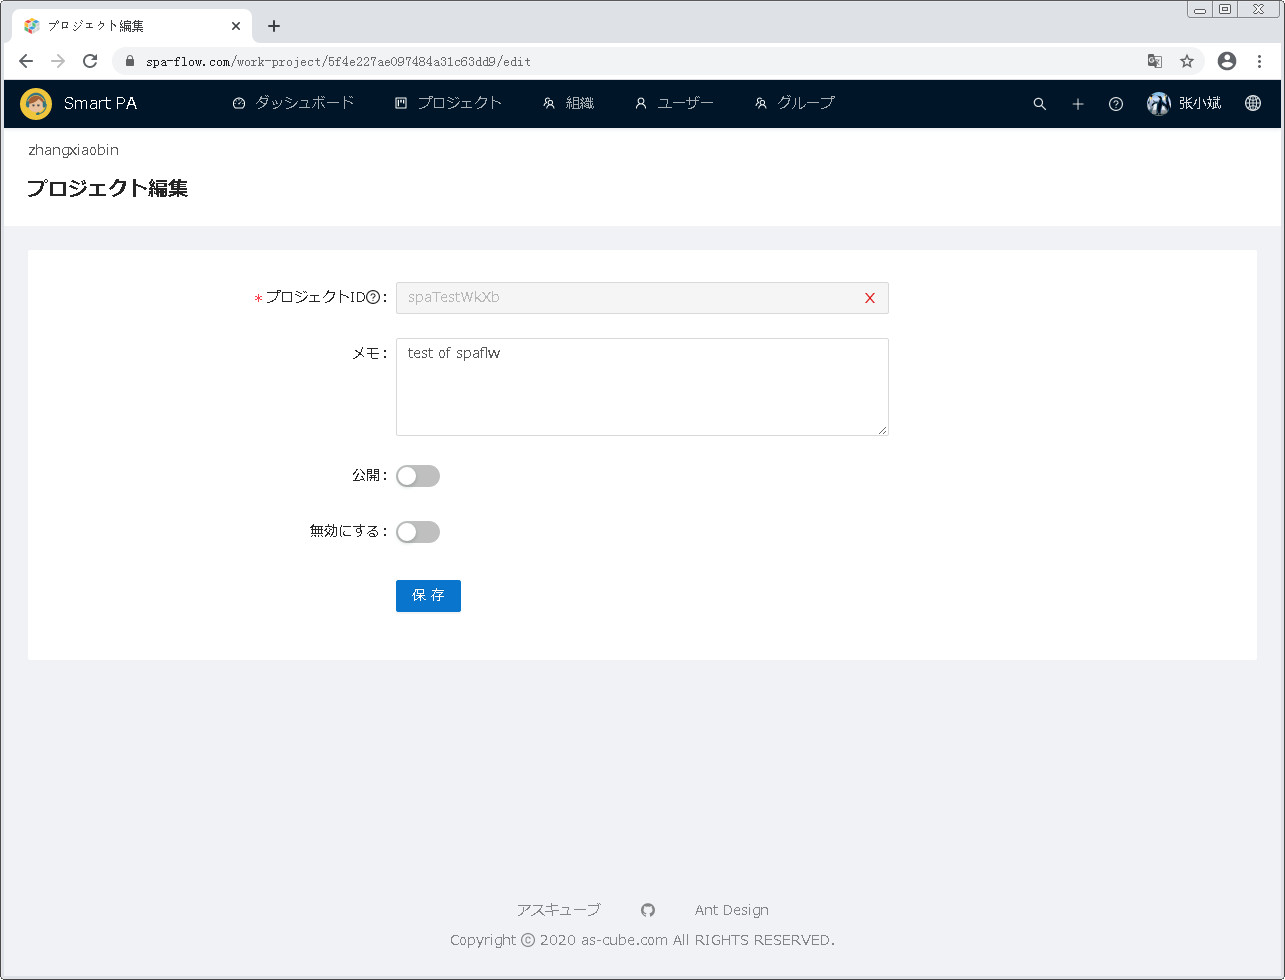 プロジェクト編集
spa-flow.com/work-project/5f4e227ae097484a31c63dd9/edit
Smart PA ダッシュボード プロジェクト 組織 ユーザー グループ 张小斌
zhangxiaobin
プロジェクト編集
* プロジェクトID : spaTestWkXb X
メモ : test of spaflw
公開 :
無効にする :
保 存
アスキューブ Ant Design
Copyright © 2020 as-cube.com All RIGHTS RESERVED.